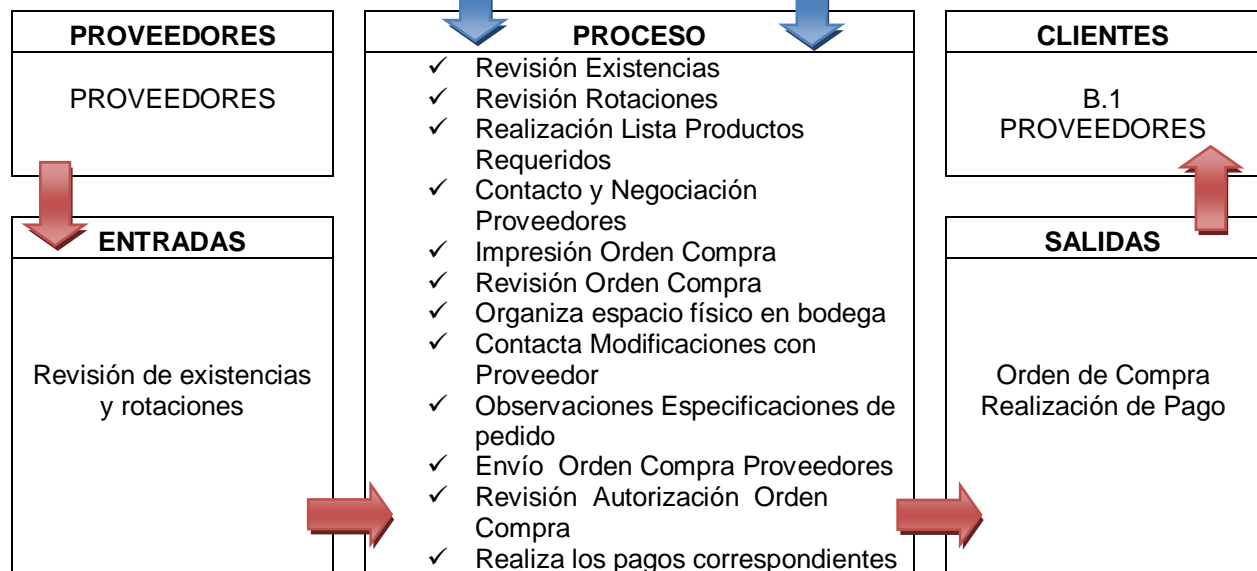 PROVEEDORES
PROVEEDORES
ENTRADAS
Revisión de existencias
y rotaciones
PROCESO
✓ Revisión Existencias
✓ Revisión Rotaciones
✓ Realización Lista Productos
Requeridos
✓ Contacto y Negociación
Proveedores
✓ Impresión Orden Compra
✓ Revisión Orden Compra
✓ Organiza espacio físico en bodega
✓ Contacta Modificaciones con
Proveedor
✓ Observaciones Especificaciones de
pedido
✓ Envío Orden Compra Proveedores
✓ Revisión Autorización Orden
Compra
✓ Realiza los pagos correspondientes
CLIENTES
B.1
PROVEEDORES
SALIDAS
Orden de Compra
Realización de Pago